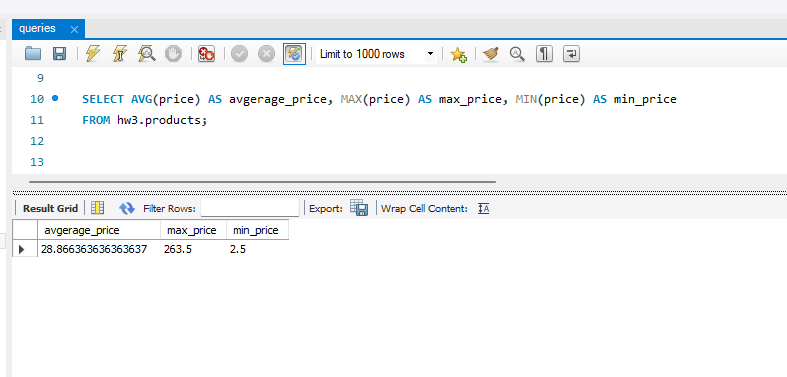 queries ×
Limit to 1000 rows
9
10 SELECT AVG(price) AS avgerage_price, MAX(price) AS max_price, MIN(price) AS min_price
11 FROM hw3.products;
12
13
Result Grid Filter Rows: Export: Wrap Cell Content:
avgerage_price max_price min_price
28.866363636363637 263.5 2.5